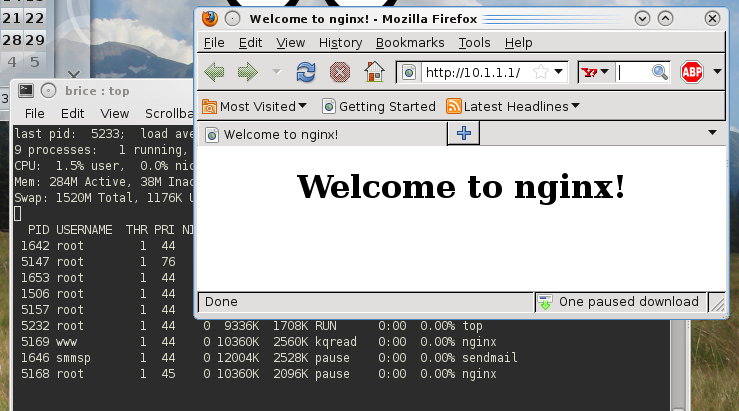 21 22
28 29
4 5
3
Welcome to nginx! - Mozilla Firefox
File Edit View History Bookmarks Tools Help
http://10.1.1.1/
ABP
Most Visited Getting Started Latest Headlines
Welcome to nginx!
Welcome to nginx!
Done
One paused download
brice : top
File Edit View Scrollba
last pid: 5233; load ave
9 processes: 1 running,
CPU: 1.5% user, 0.0% nic
Mem: 284M Active, 38M Inac
Swap: 1520M Total, 1176K U
PID USERNAME THR PRI NI
1642 root 1 44
5147 root 1 76
1653 root 1 44
1506 root 1 44
5157 root 1 44
5232 root 1 44 0 9336K 1708K RUN 0:00 0.00% top
5169 www 1 44 0 10360K 2560K kqread 0:00 0.00% nginx
1646 smmsp 1 44 0 12004K 2528K pause 0:00 0.00% sendmail
5168 root 1 45 0 10360K 2096K pause 0:00 0.00% nginx